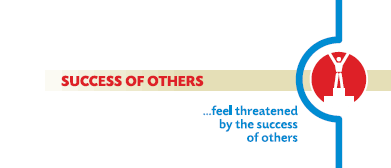 SUCCESS OF OTHERS
...feel threatened
by the success
of others